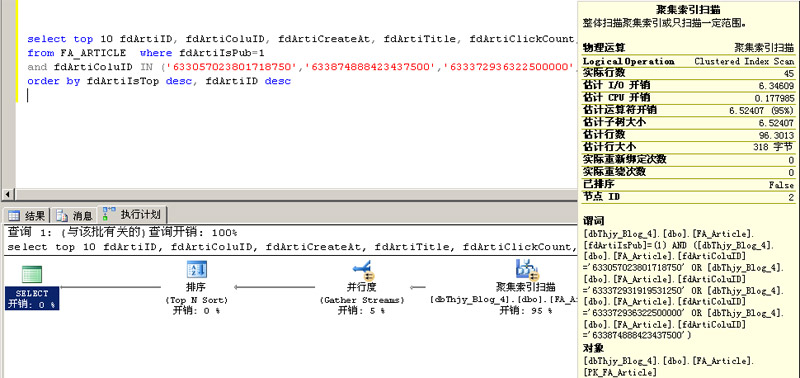 select top 10 fdArtiID, fdArtiColuID, fdArtiCreateAt, fdArtiTitle, fdArtiClickCount,
from FA_ARTICLE where fdArtiIsPub=1
and fdArtiColuID IN ('633057023801718750','633874888423437500','633372936322500000',
order by fdArtiIsTop desc, fdArtiID desc
结果
消息
执行计划
查询 1: (与该批有关的)查询开销: 100%
select top 10 fdArtiID, fdArtiColuID, fdArtiCreateAt, fdArtiTitle, fdArtiClickCount,
SELECT
开销: 0 %
排序
(Top N Sort)
开销: 0 %
并行度
(Gather Streams)
开销: 5 %
聚集索引扫描
[dbThjy_Blog_4].[dbo].[FA_A
开销: 95 %
聚集索引扫描
整体扫描聚集索引或只扫描一定范围。
物理运算 聚集索引扫描
Logical Operation Clustered Index Scan
实际行数 45
估计 I/O 开销 6.34609
估计 CPU 开销 0.177985
估计运算符开销 6.52407 (95%)
估计子树大小 6.52407
估计行数 96.3013
估计行大小 318 字节
实际重新绑定次数 0
实际重绕次数 0
已排序 False
节点 ID 2
谓词
[dbThjy_Blog_4].[dbo].[FA_Article].
[fdArtiIsPub]=(1) AND ([dbThjy_Blog_4].
[dbo].[FA_Article].[fdArtiColuID]
='633057023801718750' OR [dbThjy_Blog_4].
[dbo].[FA_Article].[fdArtiColuID]
='633372931919531250' OR [dbThjy_Blog_4].
[dbo].[FA_Article].[fdArtiColuID]
='633372936322500000' OR [dbThjy_Blog_4].
[dbo].[FA_Article].[fdArtiColuID]
='633874888423437500')
对象
[dbThjy_Blog_4].[dbo].[FA_Article].
[PK_FA_Article]